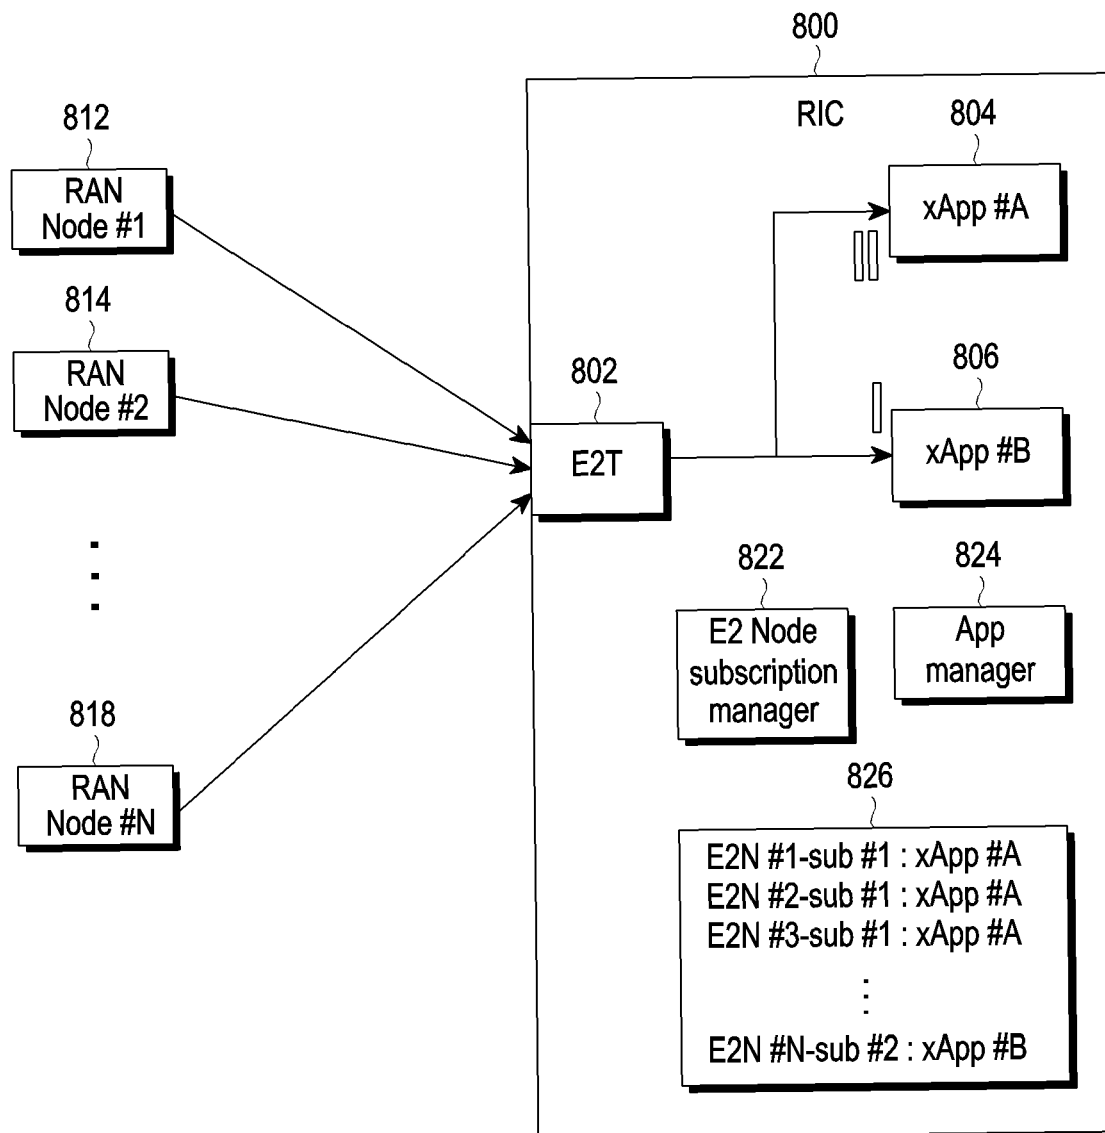 800
RIC
812
RAN
Node #1
804
xApp #A
814
RAN
Node #2
802
E2T
806
xApp #B
822
E2 Node
subscription
manager
824
App
manager
818
RAN
Node #N
826
E2N #1-sub #1 : xApp #A
E2N #2-sub #1 : xApp #A
E2N #3-sub #1 : xApp #A
E2N #N-sub #2 : xApp #B